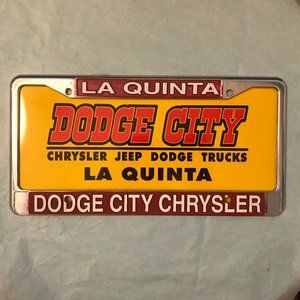 LA QUINTA
DODGE CITY
CHRYSLER JEEP DODGE TRUCKS
LA QUINTA
DODGE CITY CHRYSLER